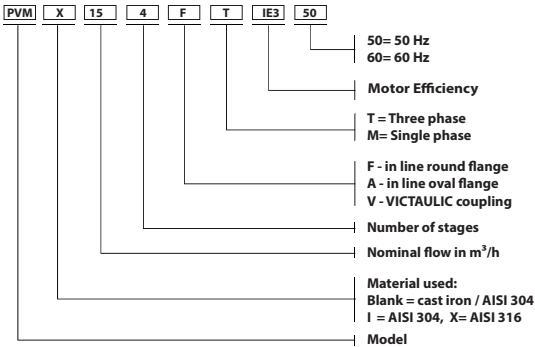 PVM X 15 4 F T IE3 50
50= 50 Hz
60= 60 Hz
Motor Efficiency
T = Three phase
M= Single phase
F - in line round flange
A - in line oval flange
V - VICTAULIC coupling
Number of stages
Nominal flow in m³/h
Material used:
Blank = cast iron / AISI 304
I = AISI 304, X= AISI 316
Model